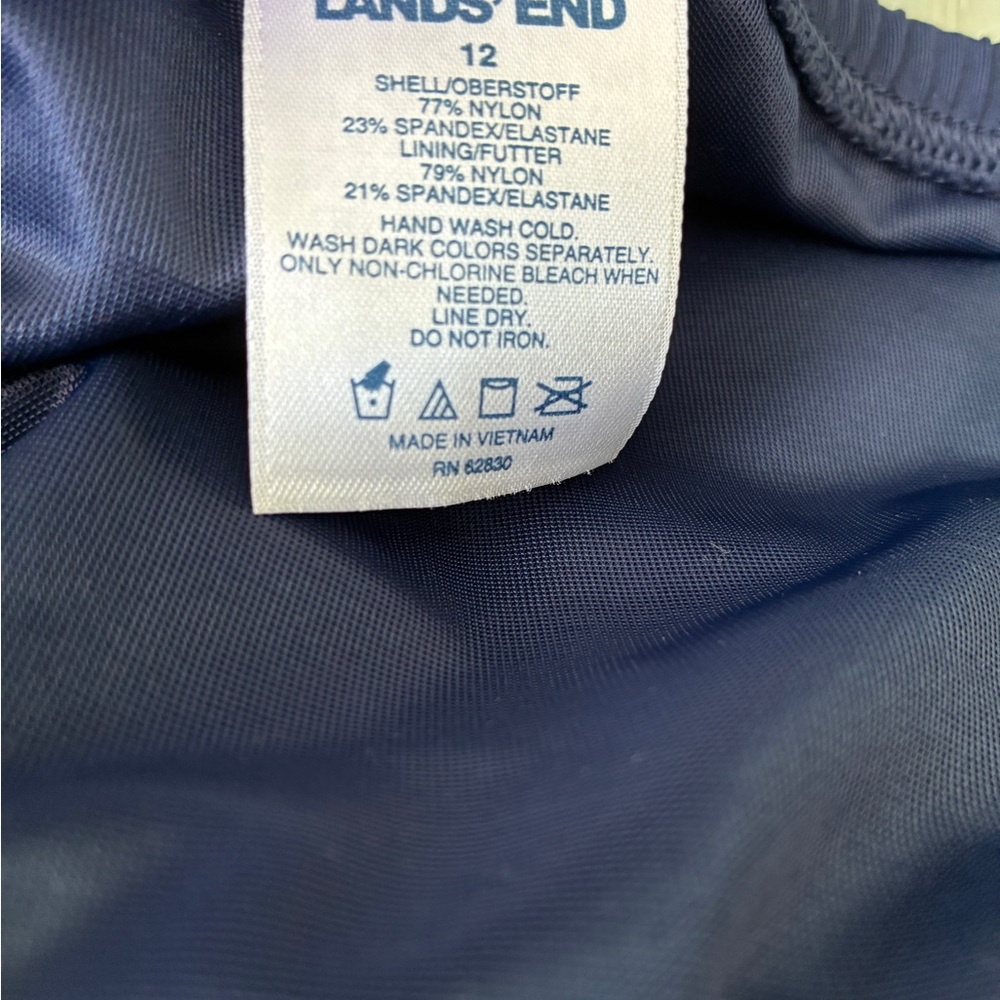 LANDS' END
12
SHELL/OBERSTOFF
77% NYLON
23% SPANDEX/ELASTANE
LINING/FUTTER
79% NYLON
21% SPANDEX/ELASTANE
HAND WASH COLD.
WASH DARK COLORS SEPARATELY.
ONLY NON-CHLORINE BLEACH WHEN
NEEDED.
LINE DRY.
DO NOT IRON.
MADE IN VIETNAM
RN 62830